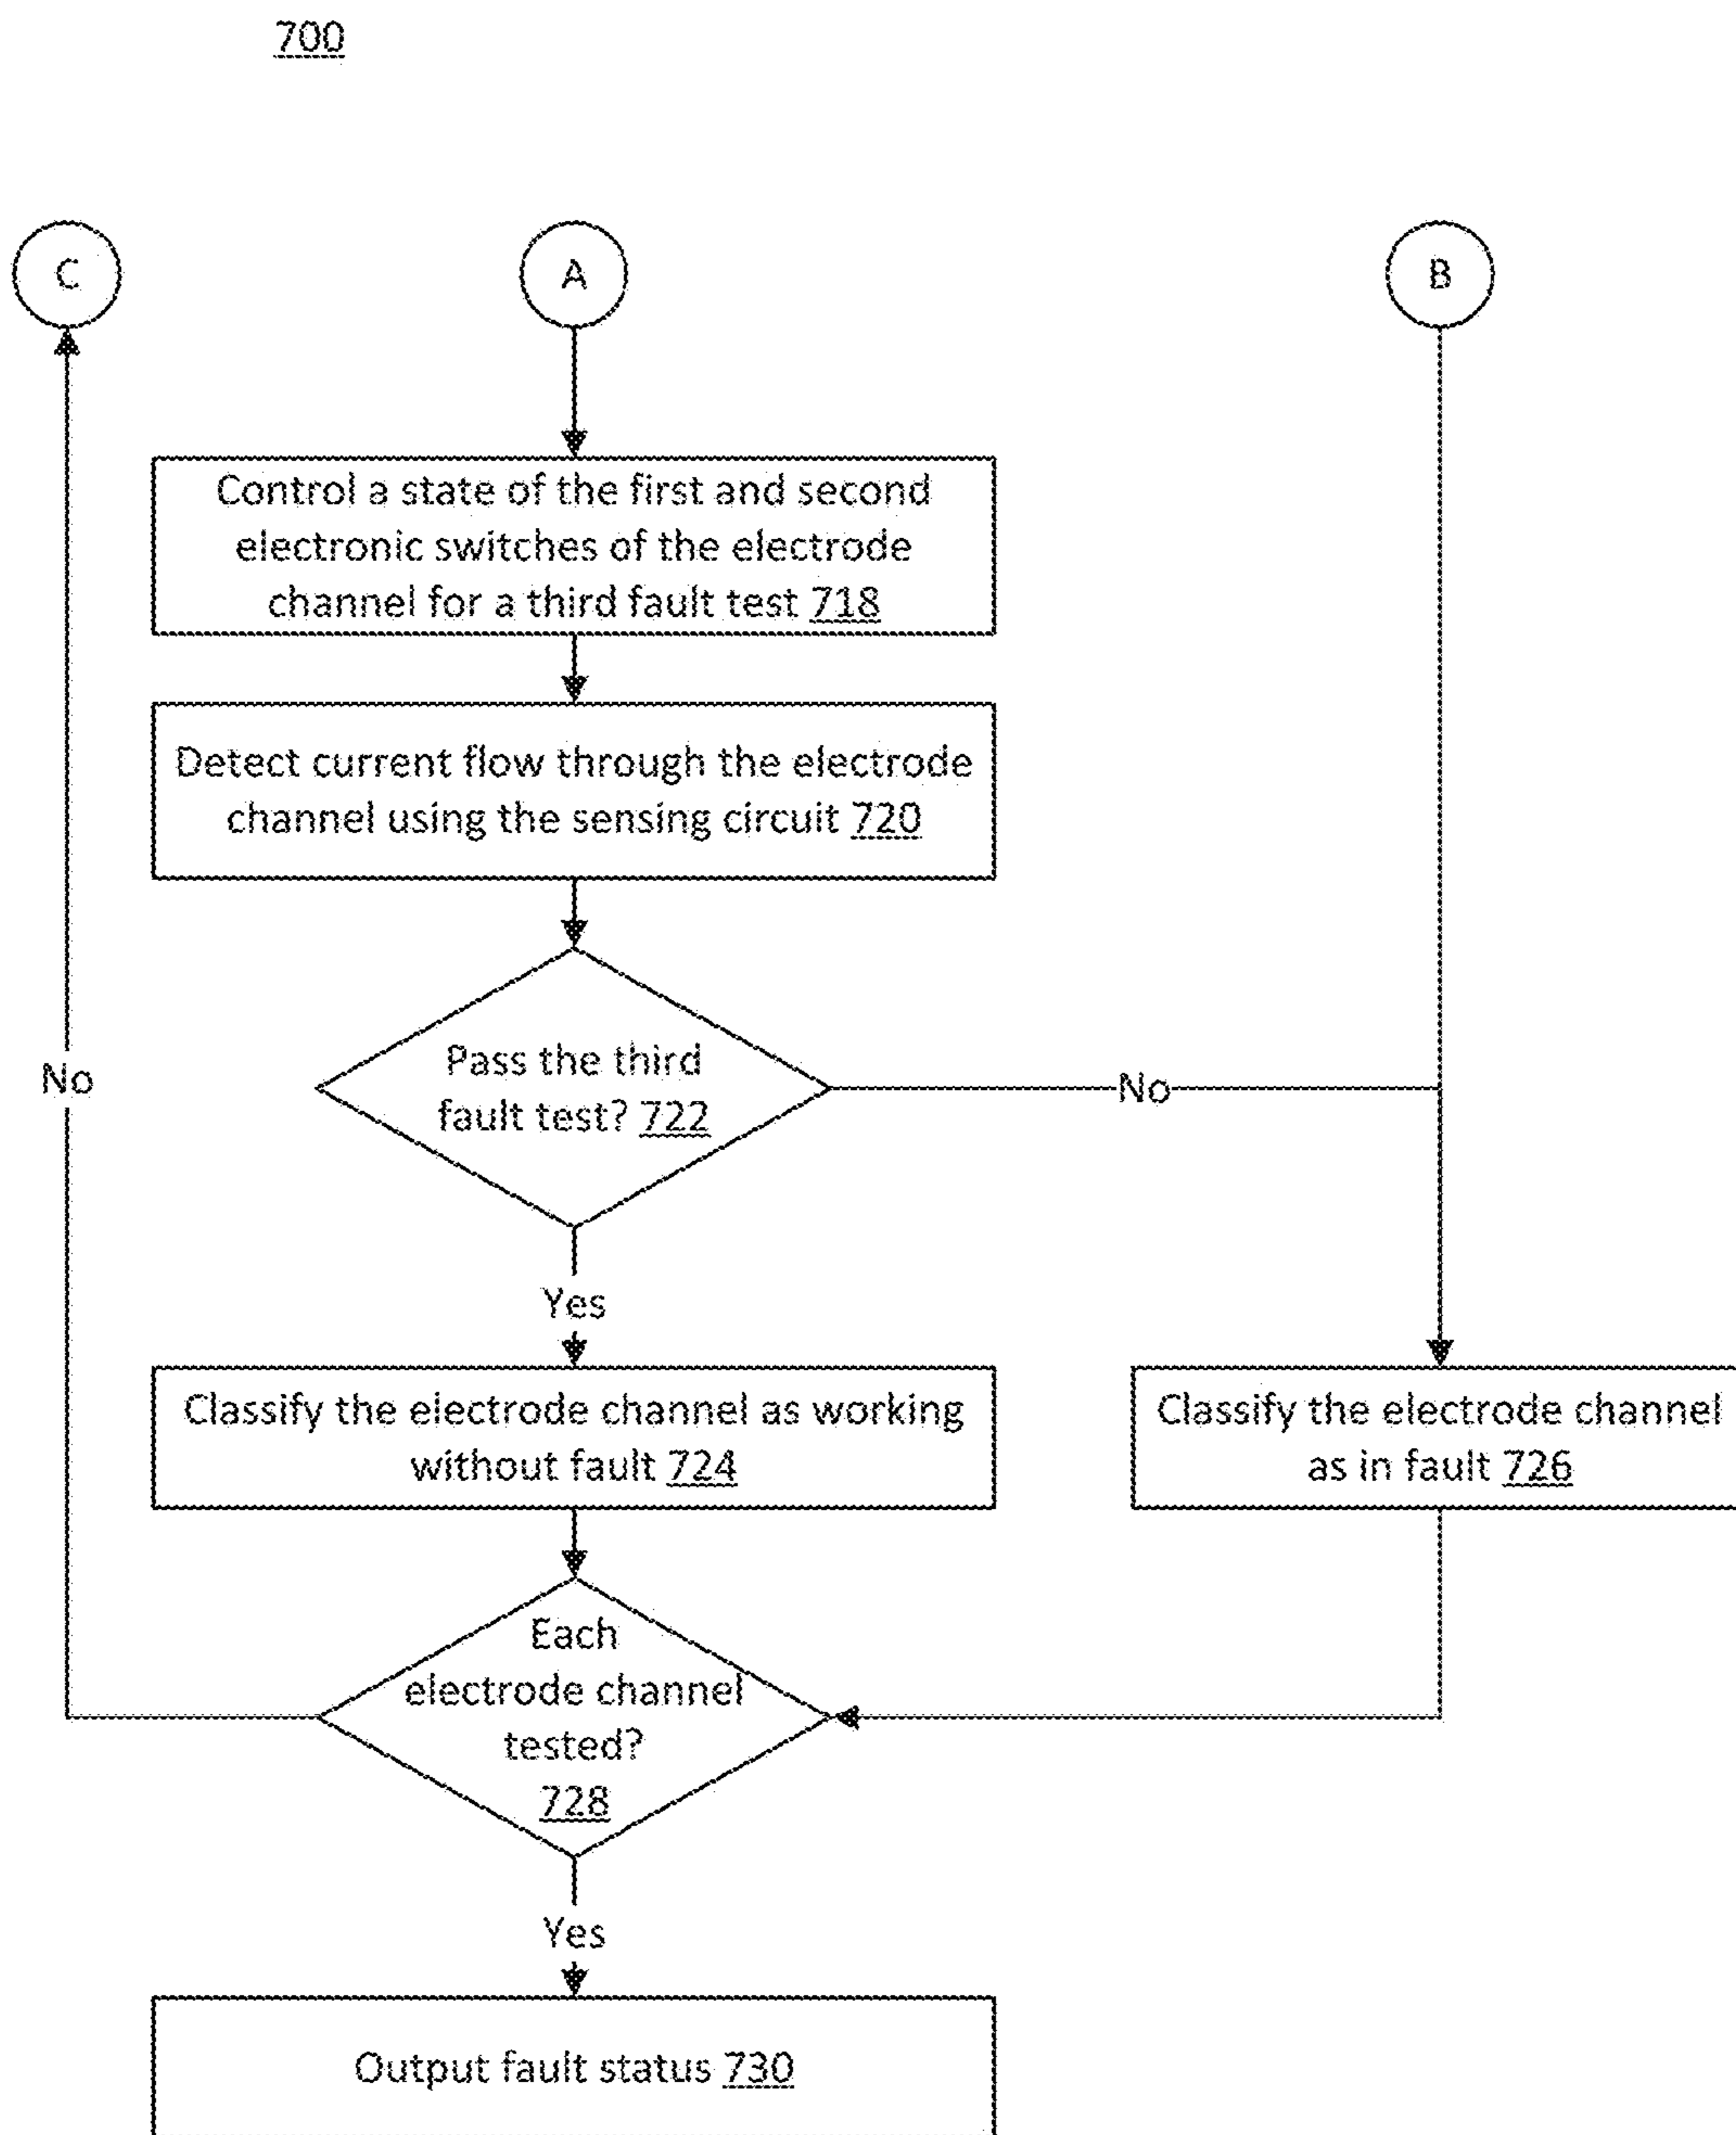 700
C
A
B
Control a state of the first and second
electronic switches of the electrode
channel for a third fault test 718
Detect current flow through the electrode
channel using the sensing circuit 720
Pass the third
fault test? 722
No
No
Yes
Classify the electrode channel as working
without fault 724
Classify the electrode channel
as in fault 726
Each
electrode channel
tested?
728
Yes
Output fault status 730